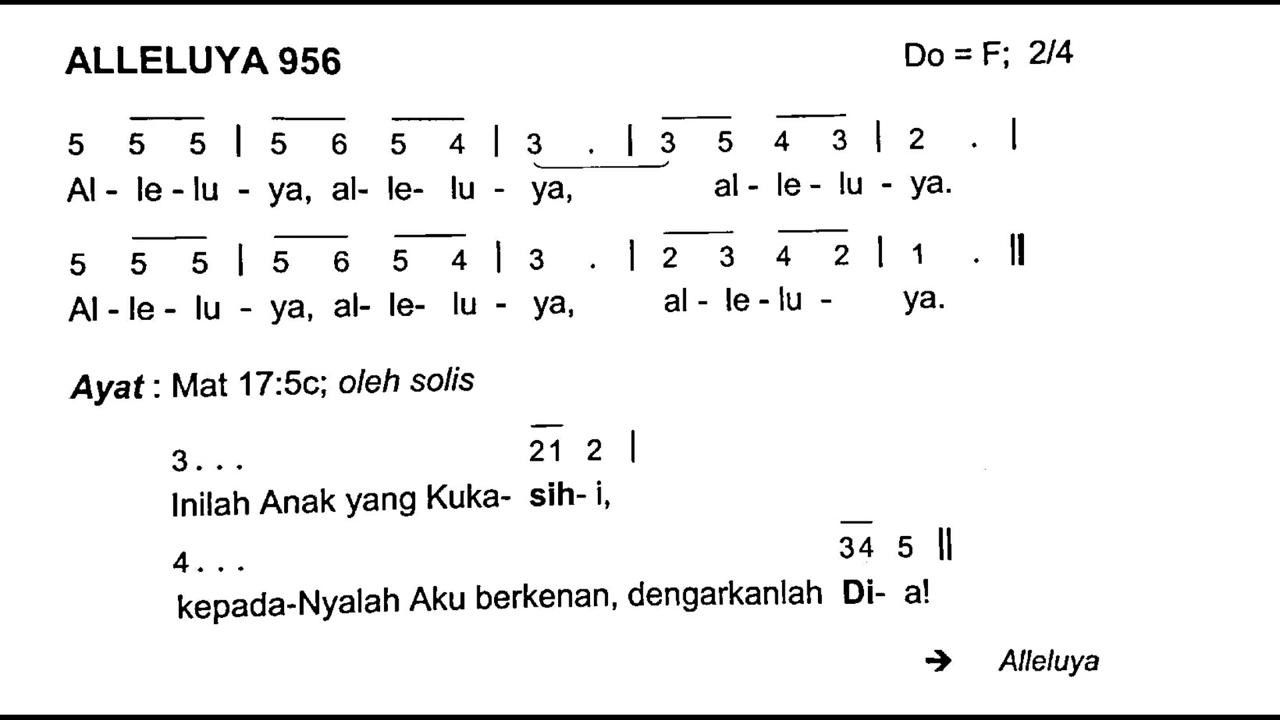 ALLELUYA 956 Do = F; 2/4
5 5 5 | 5 6 5 4 | 3 . | 3 5 4 3 | 2 . |
Al - le - lu - ya, al- le- lu - ya, al - le - lu - ya.
5 5 5 | 5 6 5 4 | 3 . | 2 3 4 2 | 1 . ||
Al - le - lu - ya, al- le- lu - ya, al - le - lu - ya.
Ayat : Mat 17:5c; oleh solis
3 . . . 21 2 |
Inilah Anak yang Kuka- sih- i,
4 . . . 34 5 ||
kepada-Nyalah Aku berkenan, dengarkanlah Di- a!
→ Alleluya